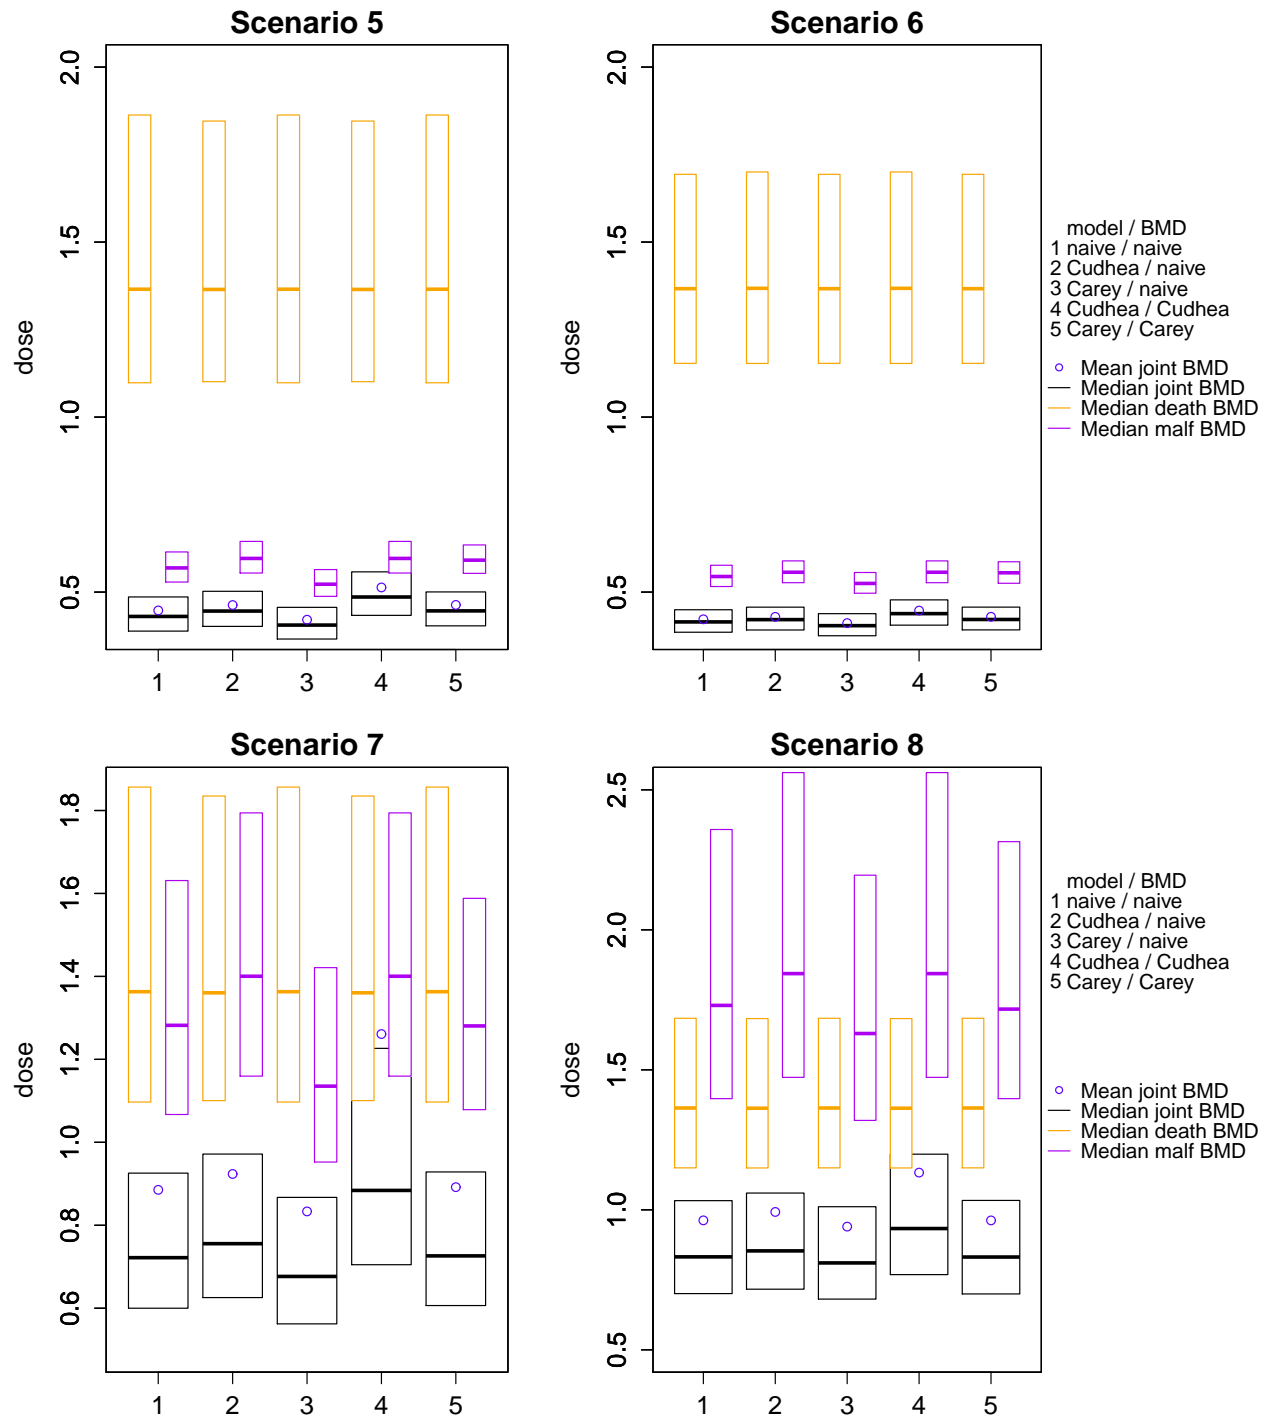 Scenario 5
Scenario 6
2.0
1.5
1.0
0.5
dose
1 2 3 4 5
2.0
1.5
1.0
0.5
dose
1 2 3 4 5
model / BMD
1 naive / naive
2 Cudhea / naive
3 Carey / naive
4 Cudhea / Cudhea
5 Carey / Carey
Mean joint BMD
Median joint BMD
Median death BMD
Median malf BMD
Scenario 7
Scenario 8
1.8
1.6
1.4
1.2
1.0
0.8
0.6
dose
1 2 3 4 5
2.5
2.0
1.5
1.0
0.5
dose
1 2 3 4 5
model / BMD
1 naive / naive
2 Cudhea / naive
3 Carey / naive
4 Cudhea / Cudhea
5 Carey / Carey
Mean joint BMD
Median joint BMD
Median death BMD
Median malf BMD